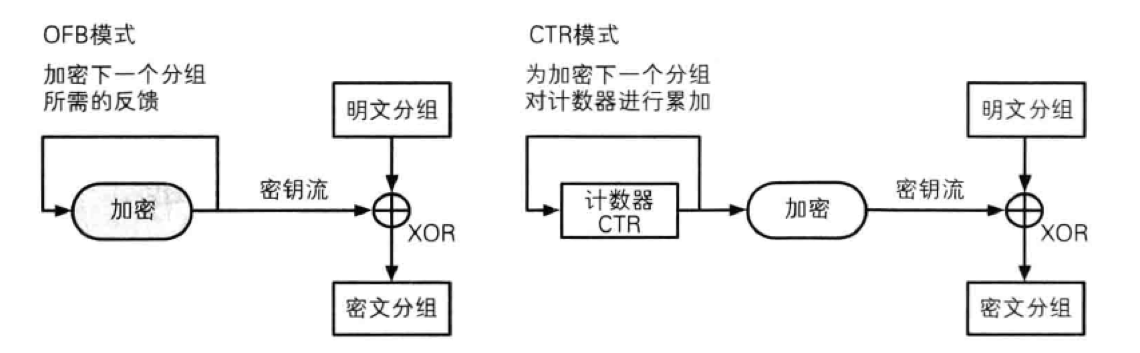 OFB模式
加密下一个分组
所需的反馈
明文分组
加密
密钥流
XOR
密文分组
CTR模式
为加密下一个分组
对计数器进行累加
明文分组
计数器
CTR
加密
密钥流
XOR
密文分组